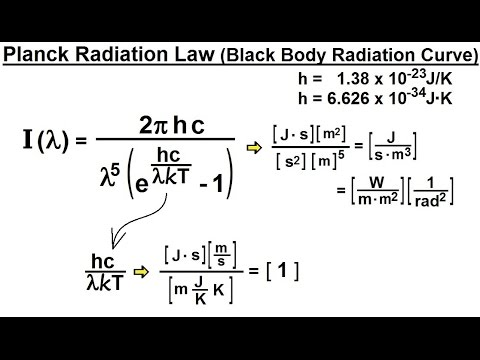 Planck Radiation Law (Black Body Radiation Curve)
h = 1.38 x 10⁻²³J/K
h = 6.626 x 10⁻³⁴J·K
I(λ) = 2πhc / λ⁵(e^(hc/λkT) - 1) ⇨ [J·s][m²] / [s²][m]⁵ = [J / s·m³]
= [W / m·m²][1 / rad²]
hc / λkT ⇨ [J·s][m/s] / [m J/K K] = [1]